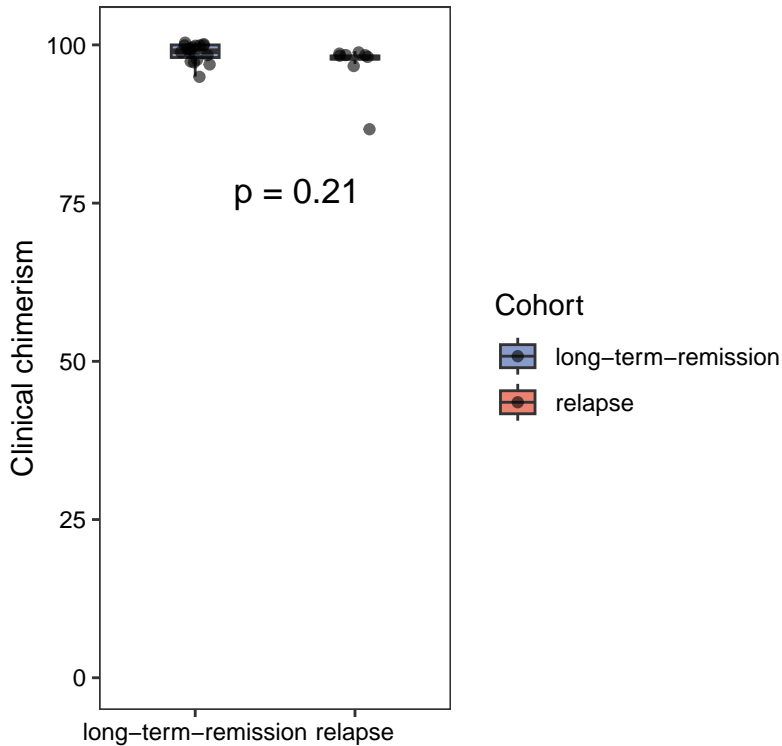 100
75
50
25
0
Clinical chimerism
p = 0.21
long−term−remission
relapse
Cohort
long−term−remission
relapse